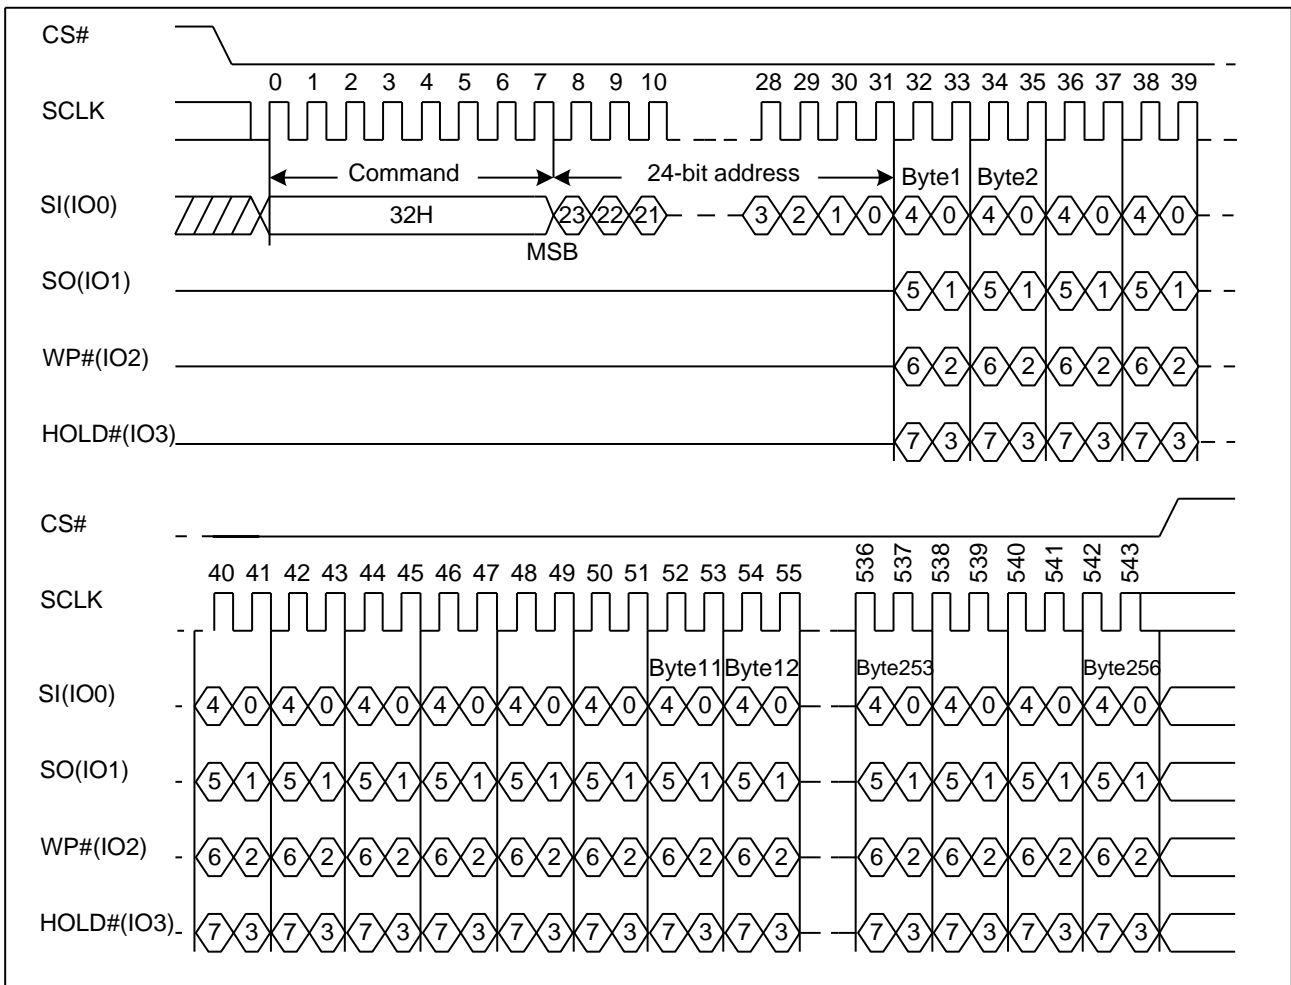 CS#
0 1 2 3 4 5 6 7 8 9 10 28 29 30 31 32 33 34 35 36 37 38 39
SCLK
Command 24-bit address Byte1 Byte2
SI(IO0) 32H 23 22 21 3 2 1 0 4 0 4 0 4 0 4 0
MSB
SO(IO1) 5 1 5 1 5 1 5 1
WP#(IO2) 6 2 6 2 6 2 6 2
HOLD#(IO3) 7 3 7 3 7 3 7 3
CS#
40 41 42 43 44 45 46 47 48 49 50 51 52 53 54 55 536 537 538 539 540 541 542 543
SCLK
Byte11 Byte12 Byte253 Byte256
SI(IO0) 4 0 4 0 4 0 4 0 4 0 4 0 4 0 4 0 4 0 4 0 4 0 4 0
SO(IO1) 5 1 5 1 5 1 5 1 5 1 5 1 5 1 5 1 5 1 5 1 5 1 5 1
WP#(IO2) 6 2 6 2 6 2 6 2 6 2 6 2 6 2 6 2 6 2 6 2 6 2 6 2
HOLD#(IO3) 7 3 7 3 7 3 7 3 7 3 7 3 7 3 7 3 7 3 7 3 7 3 7 3